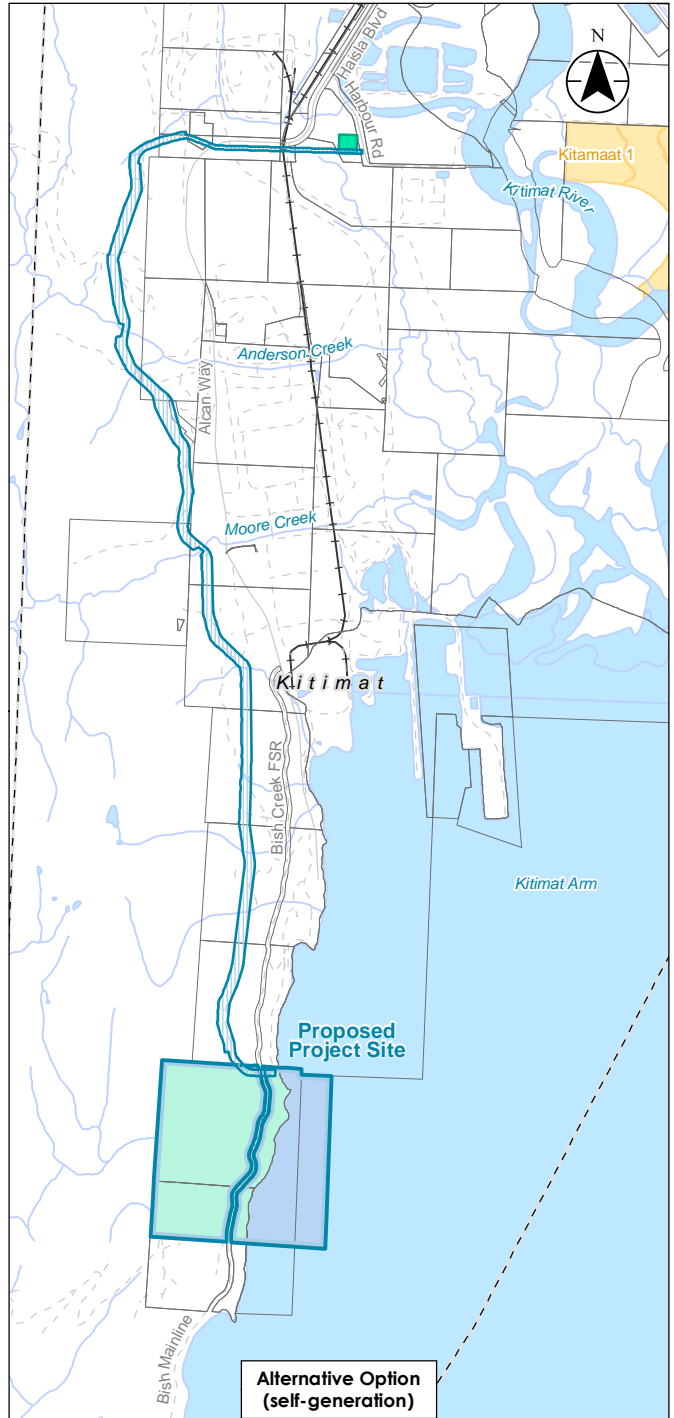 Haisla Blvd
Harbour Rd
N
Kitamaat 1
Kitimat River
Anderson Creek
Alcan Way
Moore Creek
Kitimat
Bish Creek FSR
Kitimat Arm
Proposed
Project Site
Bish Mainline
Alternative Option
(self-generation)